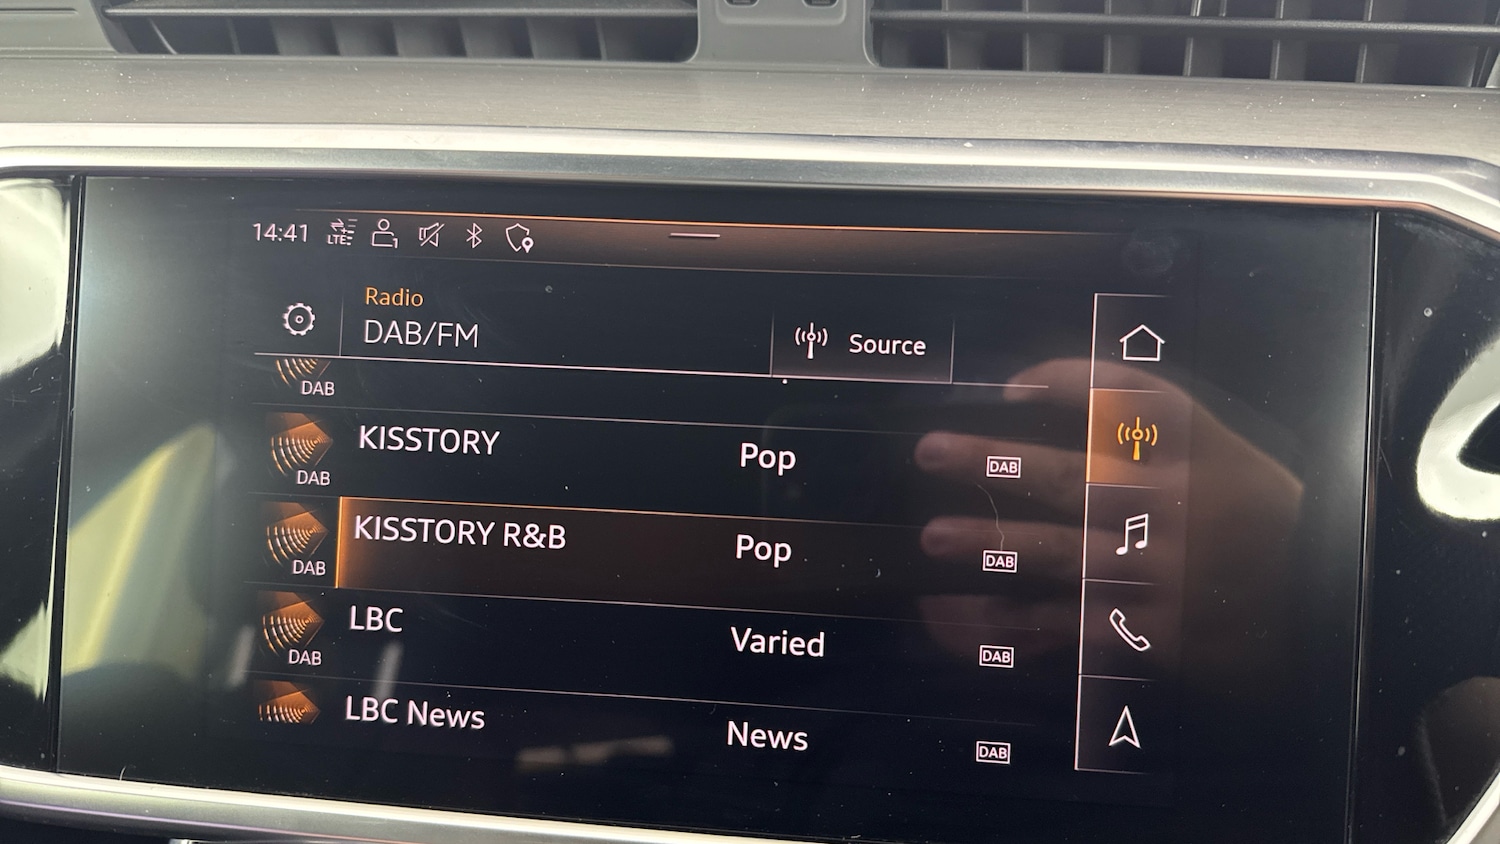 14:41 LTE 1
Radio
DAB/FM
Source
DAB
KISSTORY Pop DAB
DAB
KISSTORY R&B Pop DAB
DAB
LBC Varied DAB
DAB
LBC News News DAB